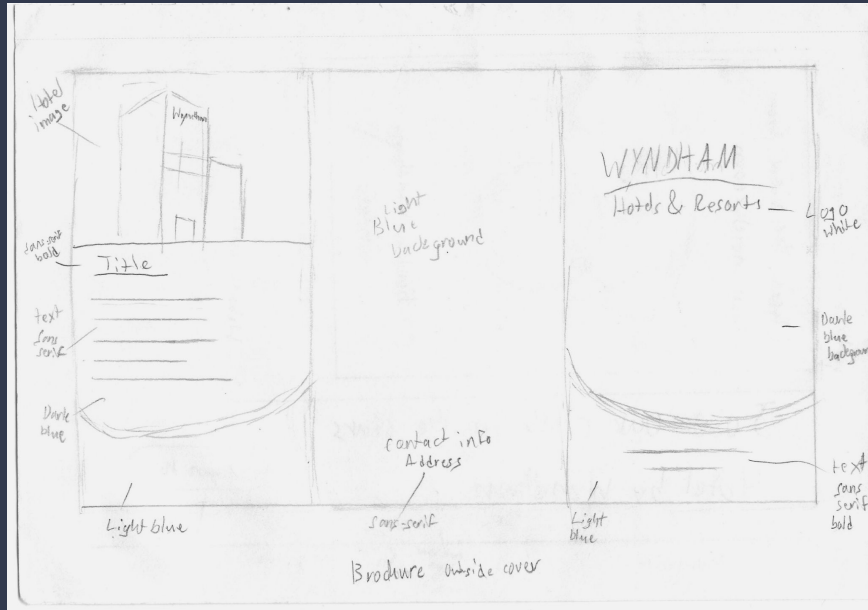 Hotel
image
Wyndham
sans-serif
bold
Title
text
sans
serif
Dark
blue
Light blue
Light
Blue
background
contact info
Address
sans-serif
WYNDHAM
Hotels & Resorts
Logo
white
Dark
blue
backgroun
text
sans
serif
bold
Light
blue
Brochure outside cover